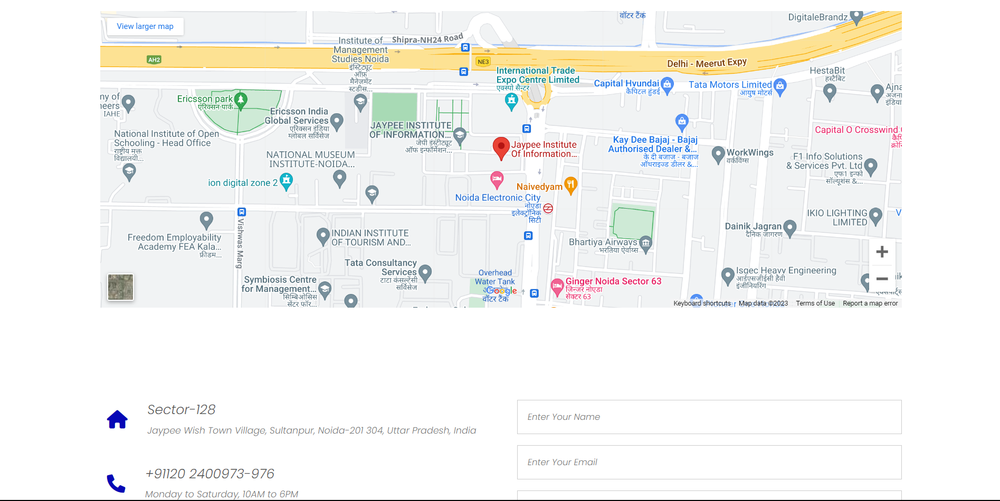 वॉटर टैंक
DigitaleBrandz
View larger map
Shipra-NH24 Road
Institute of
Management
Studies Noida
इंस्टिट्यूट
ऑफ़
मैनेजमेंट
स्टडीस...
AH2
NE3
Delhi - Meerut Expy
International Trade
Expo Centre Limited
एक्स्पो सैन्टर
Capital Hyundai
कैपिटल हुंडई
Tata Motors Limited
आयुष मोटर्स
HestaBit
हस्टैबिट
Ajna
अजना
इंडिया
ny of
neers
IAHE
Ericsson park
एरिक्सन पार्क
Ericsson India
Global Services
एरिक्सन इंडिया
ग्लोबल सर्विसेज
National Institute of Open
Schooling - Head Office
राष्ट्रीय मुक्त
विद्यालयी...
JAYPEE INSTITUTE
OF INFORMATION...
जेपी इंस्टीट्यूट
ऑफ इन्फॉर्मेशन...
Jaypee Institute
Of Information...
Capital O Crosswind
Kay Dee Bajaj - Bajaj
Authorised Dealer &...
के दी बजाज - बजाज
ऑथराइज्ड डीलर &...
WorkWings
वर्कविंग्स
F1 Info Solutions
& Services Pvt. Ltd
एफ1 इन्फो
सॉल्यूशंस &...
NATIONAL MUSEUM
INSTITUTE-NOIDA...
ion digital zone 2
Naivedyam
Noida Electronic City
नोएडा
इलेक्ट्रॉनिक
सिटी
IKIO LIGHTING
LIMITED
V
Dainik Jagran
दैनिक जागरण
Freedom Employability
Academy FEA Kala...
फ्रीडम...
Vishwas Marg
INDIAN INSTITUTE
OF TOURISM AND...
Bhartiya Airways
भरतिया ऐर्वाय्स
Tata Consultancy
Services
टाटा कंसल्टेंसी
सर्विसेज
Overhead
Water Tank
वॉटर टैंक
Google
Symbiosis Centre
for Management...
सिम्बिओसिस
सेंटर फॉर...
Ginger Noida Sector 63
जिन्जर नोएडा
सेक्टर 63
Isgec Heavy Engineering
आईएसजीईसी हैवी
इंजीनियरिंग
Keyboard shortcuts
Map data ©2023
Terms of Use
Report a map error
Sector-128
Jaypee Wish Town Village, Sultanpur, Noida-201 304, Uttar Pradesh, India
+91120 2400973-976
Monday to Saturday, 10AM to 6PM
Enter Your Name
Enter Your Email